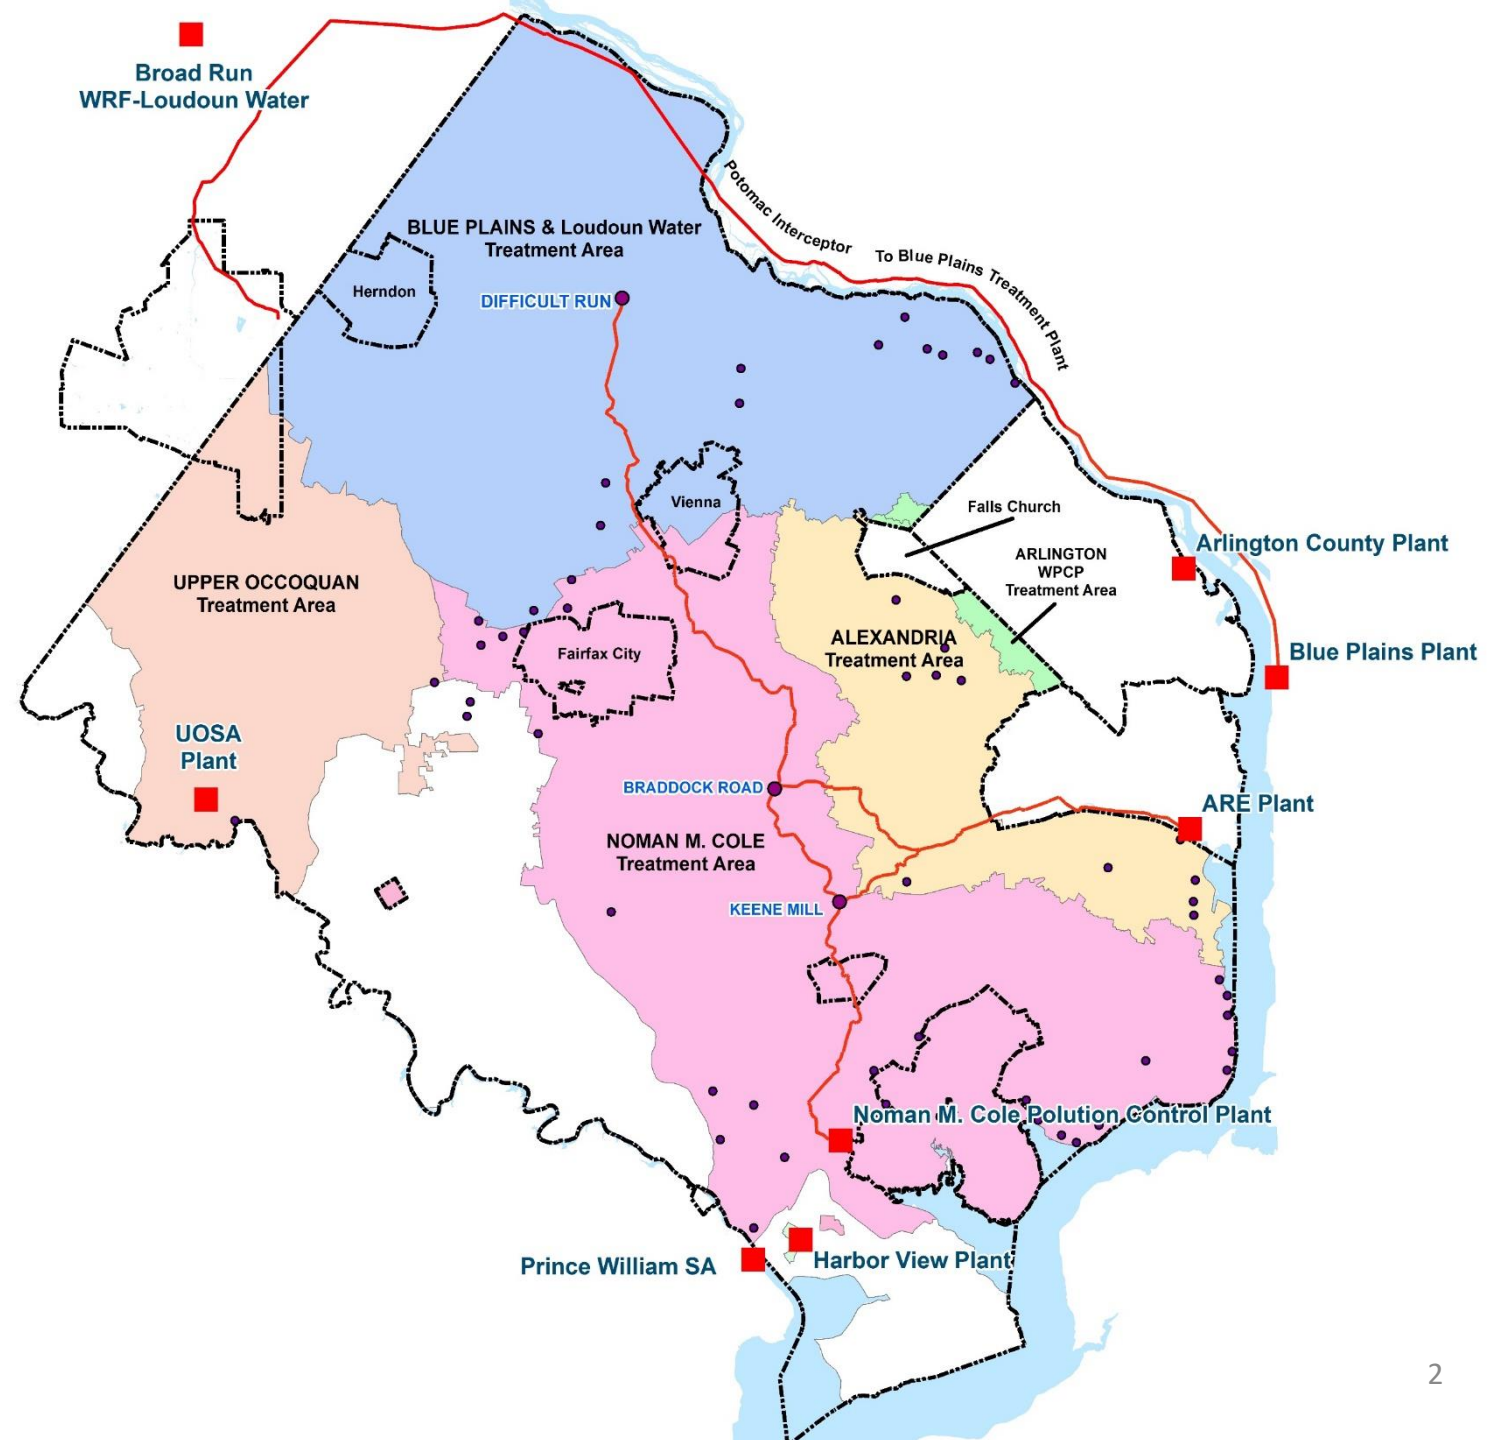 Broad Run
WRF-Loudoun Water
BLUE PLAINS & Loudoun Water
Treatment Area
Potomac Interceptor
To Blue Plains Treatment Plant
Herndon
DIFFICULT RUN
Vienna
Falls Church
ARLINGTON
WPCP
Treatment Area
Arlington County Plant
UPPER OCCOQUAN
Treatment Area
Fairfax City
ALEXANDRIA
Treatment Area
Blue Plains Plant
UOSA
Plant
BRADDOCK ROAD
ARE Plant
NOMAN M. COLE
Treatment Area
KEENE MILL
Noman M. Cole Polution Control Plant
Prince William SA
Harbor View Plant
2